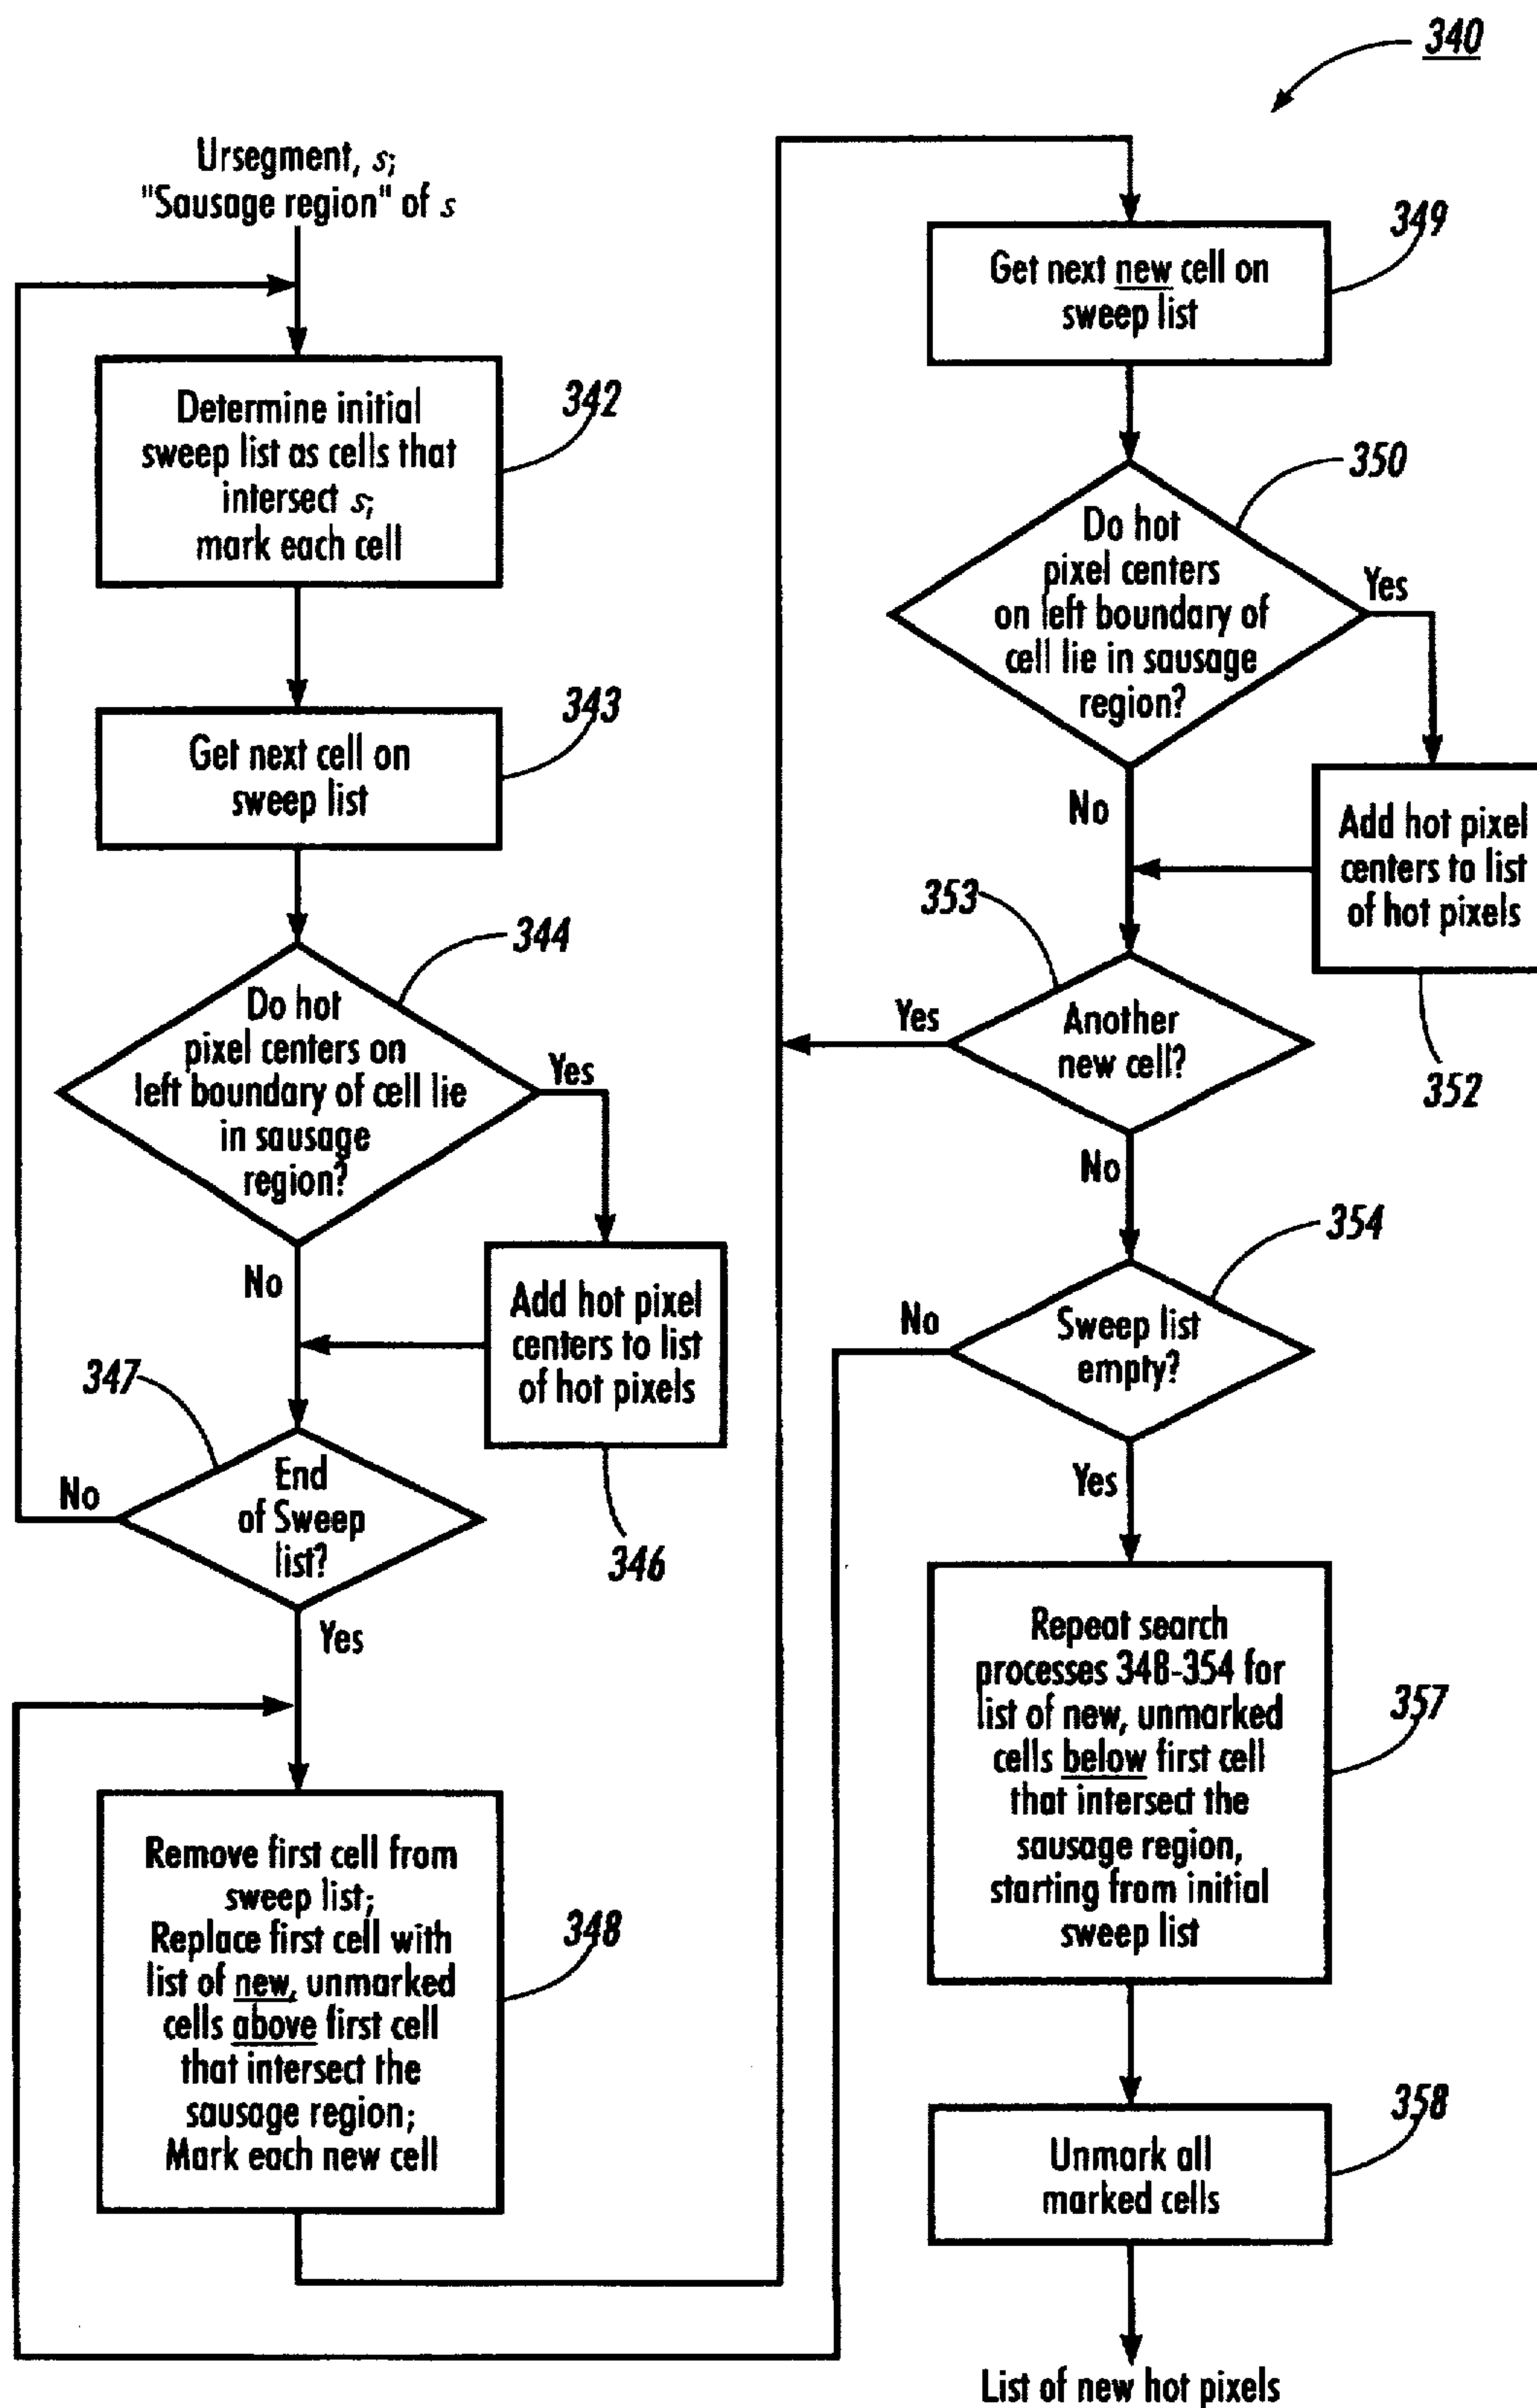 340
Ursegment, s;
"Sausage region" of s
342
Determine initial
sweep list as cells that
intersect s;
mark each cell
343
Get next cell on
sweep list
344
Do hot
pixel centers on
left boundary of cell lie
in sausage
region?
Yes
No
Add hot pixel
centers to list
of hot pixels
346
347
End
of Sweep
list?
No
Yes
Remove first cell from
sweep list;
Replace first cell with
list of new, unmarked
cells above first cell
that intersect the
sausage region;
Mark each new cell
348
349
Get next new cell on
sweep list
350
Do hot
pixel centers
on left boundary of
cell lie in sausage
region?
Yes
No
Add hot pixel
centers to list
of hot pixels
352
353
Another
new cell?
Yes
No
354
Sweep list
empty?
No
Yes
Repeat search
processes 348-354 for
list of new, unmarked
cells below first cell
that intersect the
sausage region,
starting from initial
sweep list
357
358
Unmark all
marked cells
List of new hot pixels